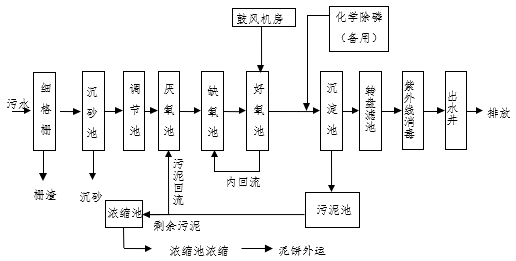 鼓风机房
化学除磷
（备用）
污水
细格栅
沉砂池
调节池
厌氧池
缺氧池
好氧池
沉淀池
转盘滤池
紫外线消毒
出水井
排放
栅渣
沉砂
污泥回流
内回流
浓缩池
剩余污泥
污泥池
浓缩池浓缩
泥饼外运